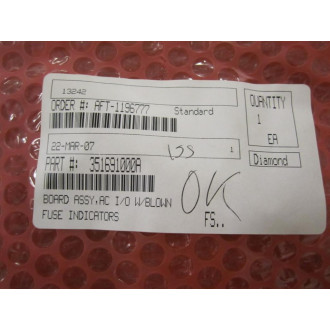 13242
ORDER #: AFT-1196777 Standard
QUANTITY
1
EA
22-MAR-07 155 1
Diamond
PART #: 351691000A
OK
BOARD ASSY,AC I/O W/BLOWN
FUSE INDICATORS
FS..